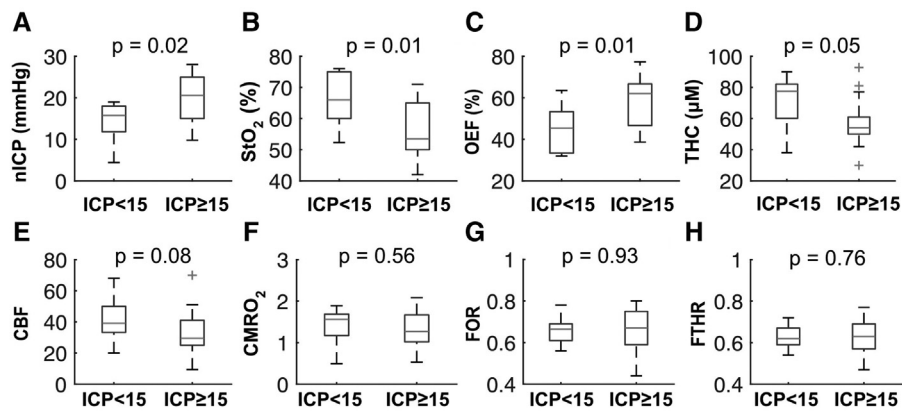 A B C D
p = 0.02 p = 0.01 p = 0.01 p = 0.05
nICP (mmHg)
30
20
10
0
StO₂ (%)
80
70
60
50
40
OEF (%)
80
60
40
20
THC (μM)
100
80
60
40
20
ICP<15 ICP≥15 ICP<15 ICP≥15 ICP<15 ICP≥15 ICP<15 ICP≥15
E F G H
p = 0.08 p = 0.56 p = 0.93 p = 0.76
CBF
80
60
40
20
0
CMRO₂
3
2
1
0
FOR
1
0.8
0.6
0.4
FTHR
1
0.8
0.6
0.4
ICP<15 ICP≥15 ICP<15 ICP≥15 ICP<15 ICP≥15 ICP<15 ICP≥15